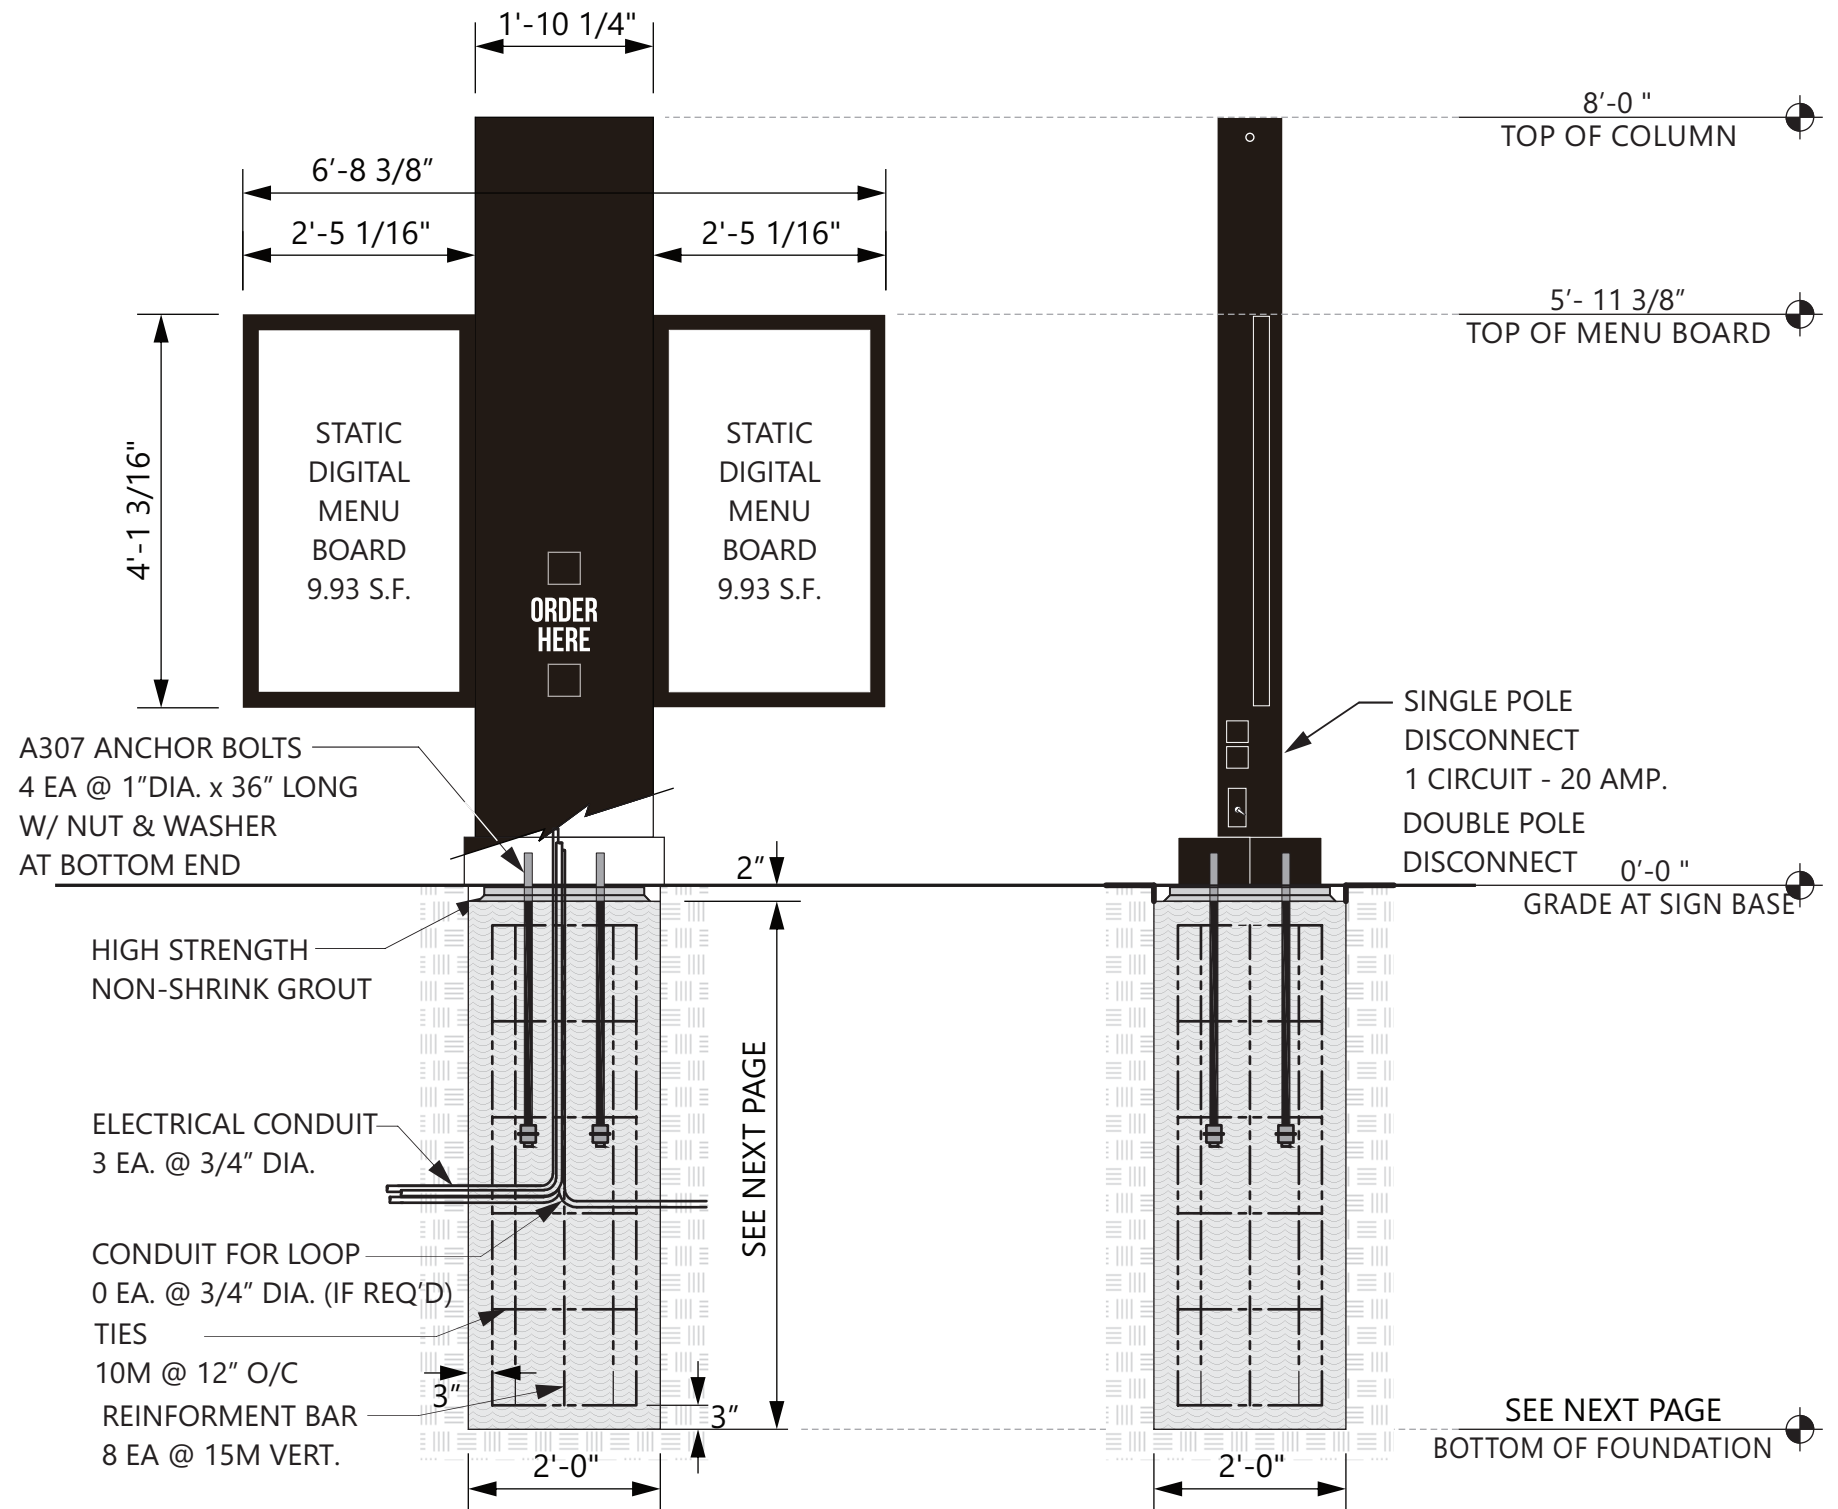 1'-10 1/4"
8'-0 "
TOP OF COLUMN
6'-8 3/8"
2'-5 1/16"
2'-5 1/16"
5'- 11 3/8"
TOP OF MENU BOARD
4'-1 3/16"
STATIC
DIGITAL
MENU
BOARD
9.93 S.F.
ORDER
HERE
STATIC
DIGITAL
MENU
BOARD
9.93 S.F.
A307 ANCHOR BOLTS
4 EA @ 1"DIA. x 36" LONG
W/ NUT & WASHER
AT BOTTOM END
SINGLE POLE
DISCONNECT
1 CIRCUIT - 20 AMP.
DOUBLE POLE
DISCONNECT
2"
0'-0 "
GRADE AT SIGN BASE
HIGH STRENGTH
NON-SHRINK GROUT
ELECTRICAL CONDUIT
3 EA. @ 3/4" DIA.
SEE NEXT PAGE
CONDUIT FOR LOOP
0 EA. @ 3/4" DIA. (IF REQ'D)
TIES
10M @ 12" O/C
3"
REINFORMENT BAR
8 EA @ 15M VERT.
3"
SEE NEXT PAGE
BOTTOM OF FOUNDATION
2'-0"
2'-0"